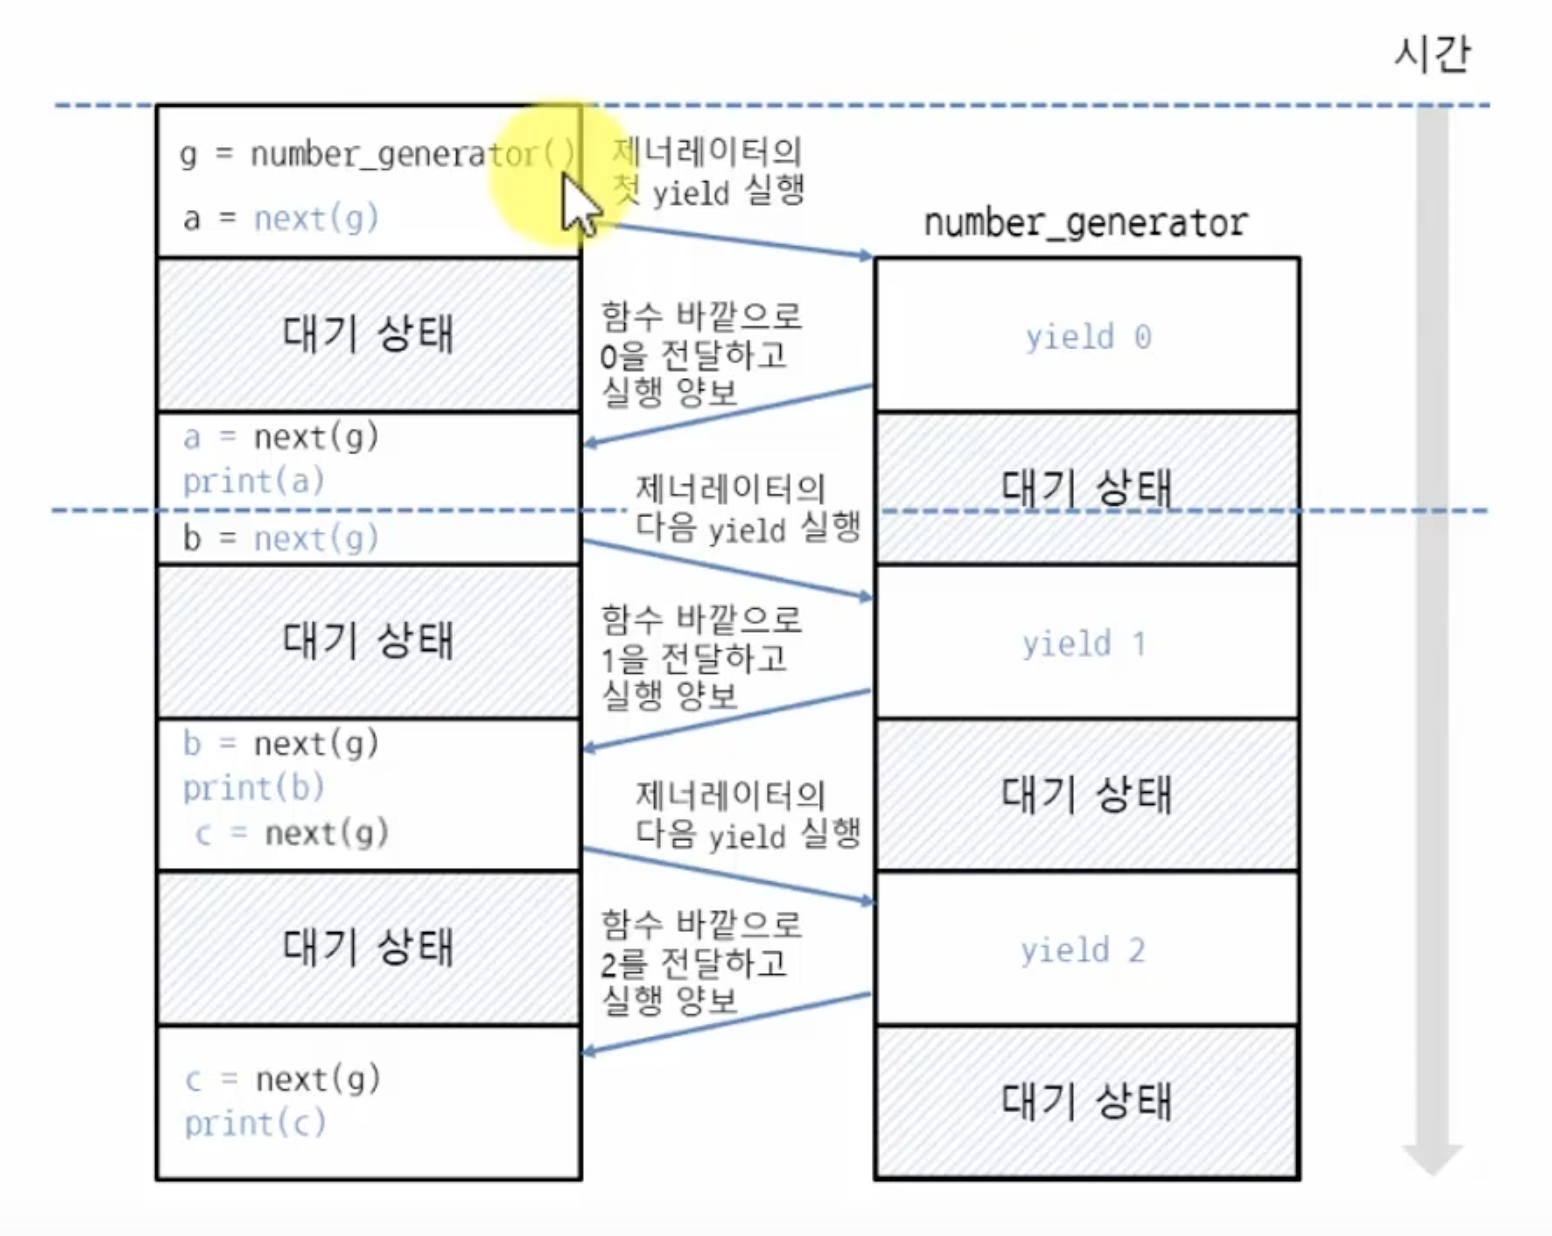 시간
g = number_generator()
a = next(g)
제너레이터의
첫 yield 실행
number_generator
대기 상태
함수 바깥으로
0을 전달하고
실행 양보
yield 0
a = next(g)
print(a)
b = next(g)
제너레이터의
다음 yield 실행
대기 상태
대기 상태
함수 바깥으로
1을 전달하고
실행 양보
yield 1
b = next(g)
print(b)
c = next(g)
제너레이터의
다음 yield 실행
대기 상태
대기 상태
함수 바깥으로
2를 전달하고
실행 양보
yield 2
c = next(g)
print(c)
대기 상태